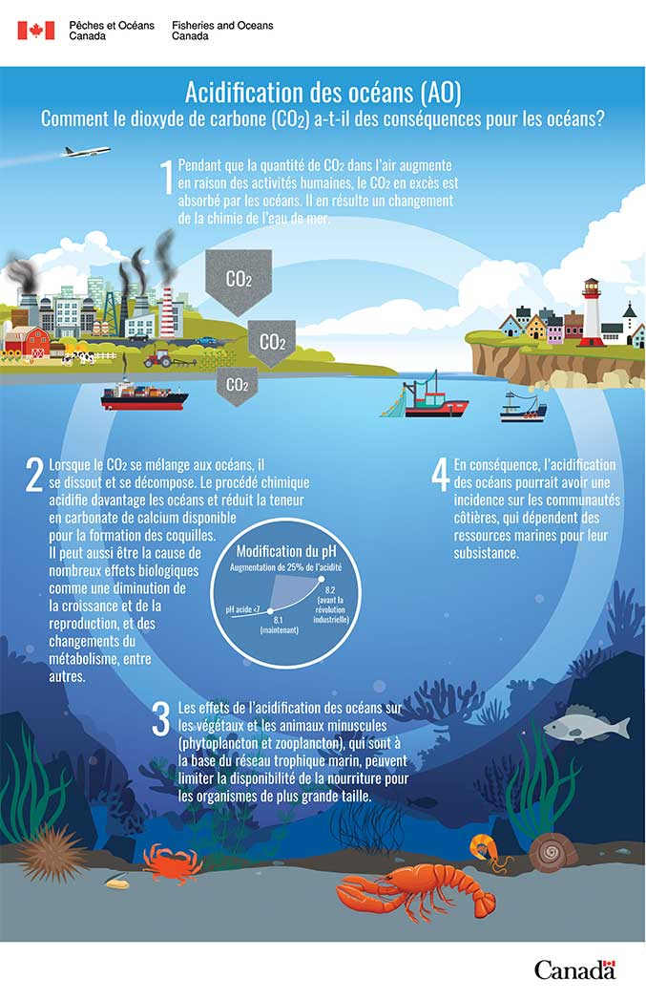 Pêches et Océans
Canada
Fisheries and Oceans
Canada
Acidification des océans (AO)
Comment le dioxyde de carbone (CO2) a-t-il des conséquences pour les océans?
1 Pendant que la quantité de CO2 dans l'air augmente
en raison des activités humaines, le CO2 en excès est
absorbé par les océans. Il en résulte un changement
de la chimie de l'eau de mer.
CO2
CO2
CO2
2 Lorsque le CO2 se mélange aux océans, il
se dissout et se décompose. Le procédé chimique
acidifie davantage les océans et réduit la teneur
en carbonate de calcium disponible
pour la formation des coquilles.
Il peut aussi être la cause de
nombreux effets biologiques
comme une diminution de
la croissance et de la
reproduction, et des
changements du
métabolisme, entre
autres.
Modification du pH
Augmentation de 25% de l'acidité
pH acide <7
8.1
(maintenant)
8.2
(avant la
révolution
industrielle)
3 Les effets de l'acidification des océans sur
les végétaux et les animaux minuscules
(phytoplancton et zooplancton), qui sont à
la base du réseau trophique marin, peuvent
limiter la disponibilité de la nourriture pour
les organismes de plus grande taille.
4 En conséquence, l'acidification
des océans pourrait avoir une
incidence sur les communautés
côtières, qui dépendent des
ressources marines pour leur
subsistance.
Canada